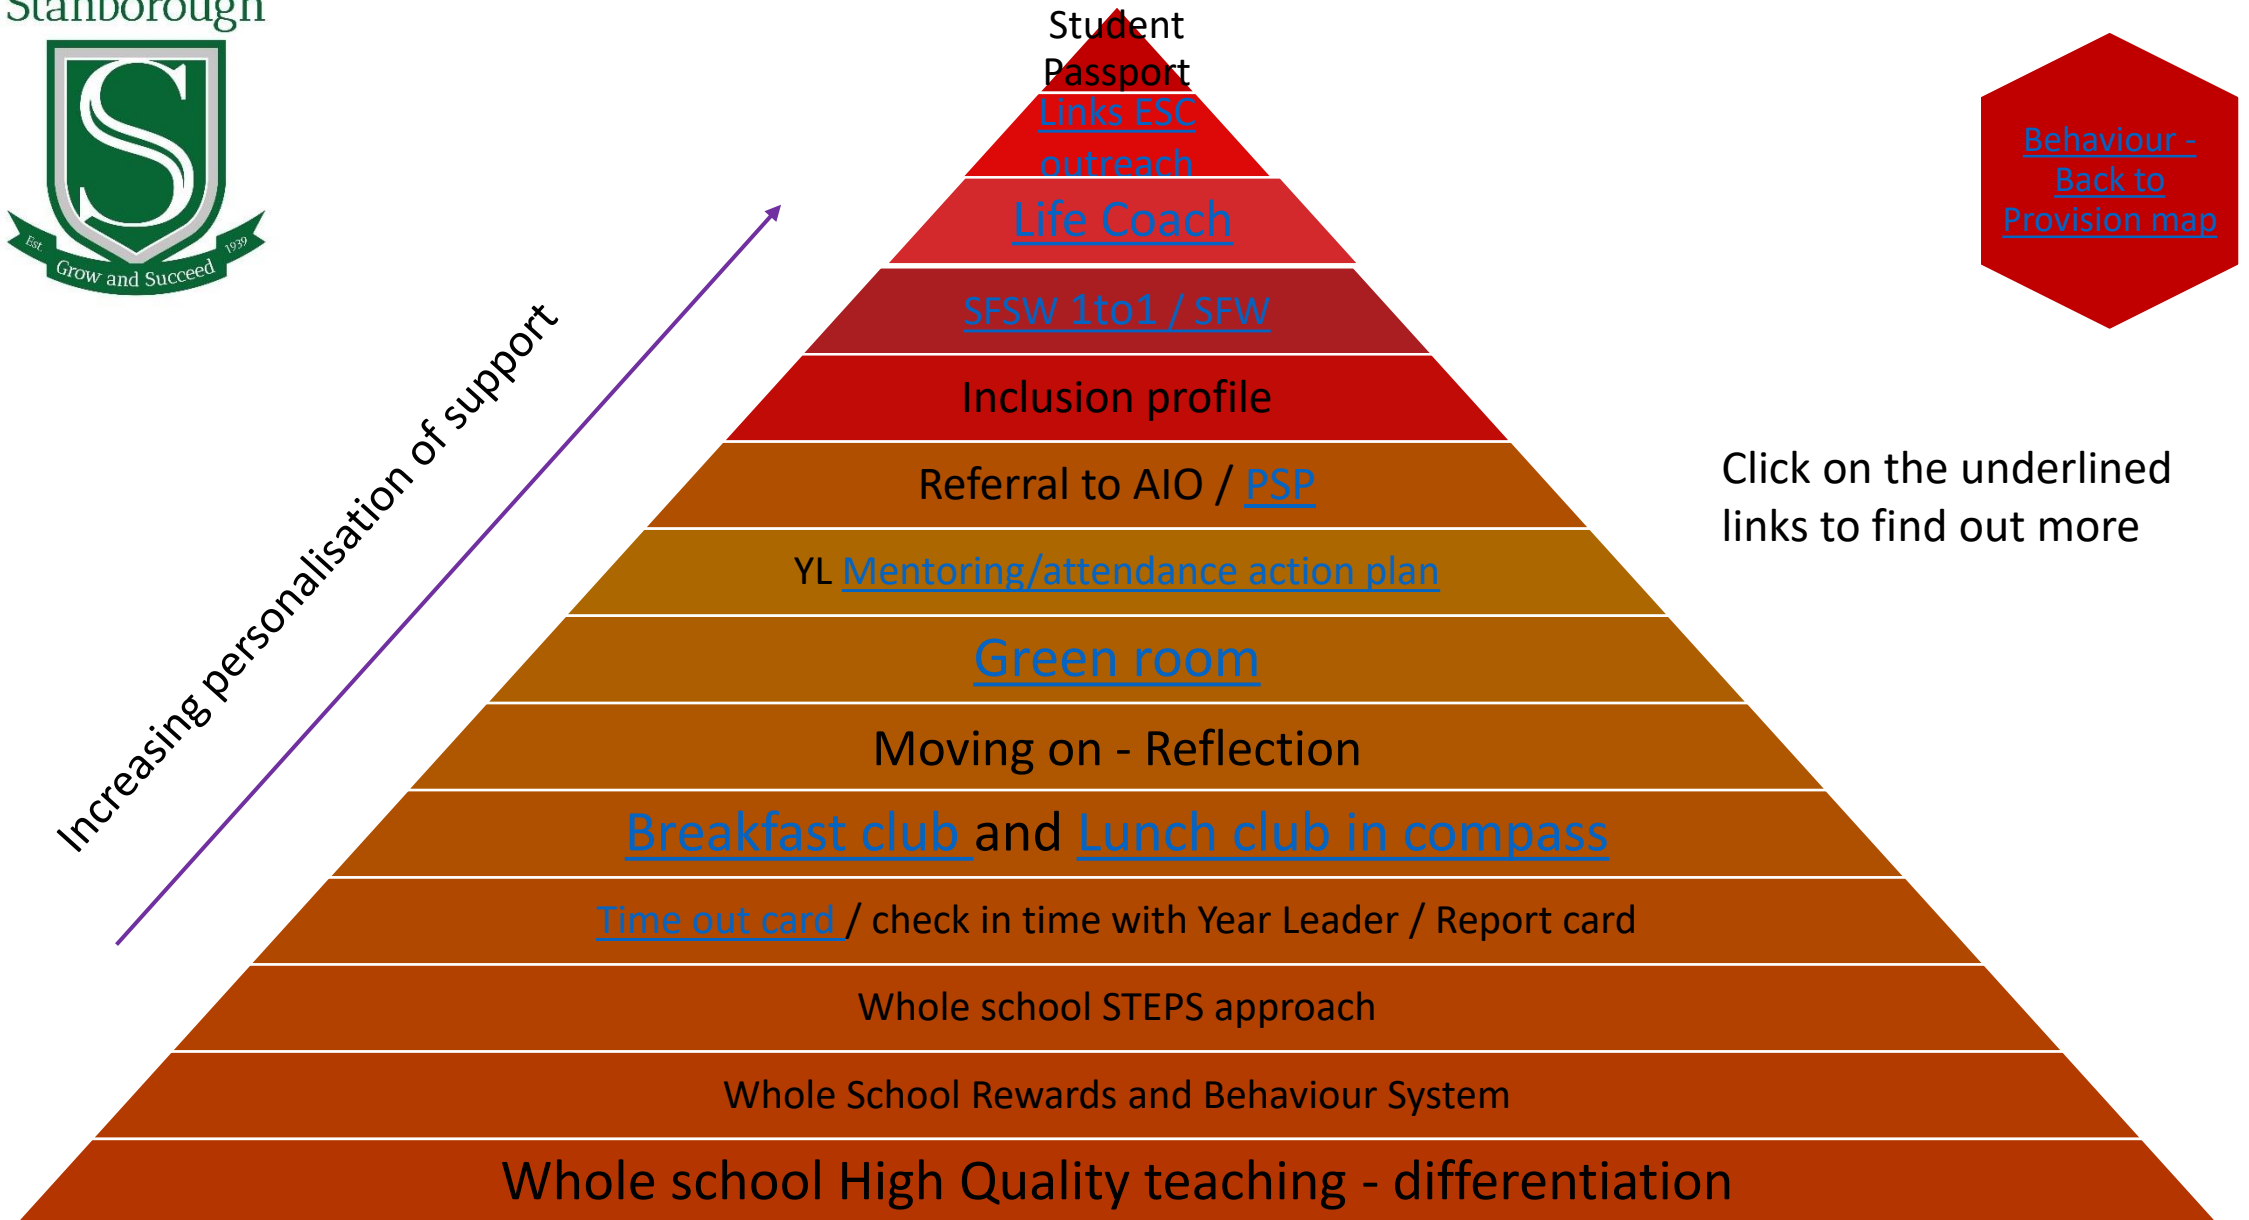 Stanborough
S
Est 1939
Grow and Succeed
Student
Passport
Links ESC
outreach
Life Coach
SFSW 1to1 / SFW
Inclusion profile
Referral to AIO / PSP
YL Mentoring/attendance action plan
Green room
Moving on - Reflection
Breakfast club and Lunch club in compass
Time out card / check in time with Year Leader / Report card
Whole school STEPS approach
Whole School Rewards and Behaviour System
Whole school High Quality teaching - differentiation
Increasing personalisation of support
Behaviour -
Back to
Provision map
Click on the underlined
links to find out more